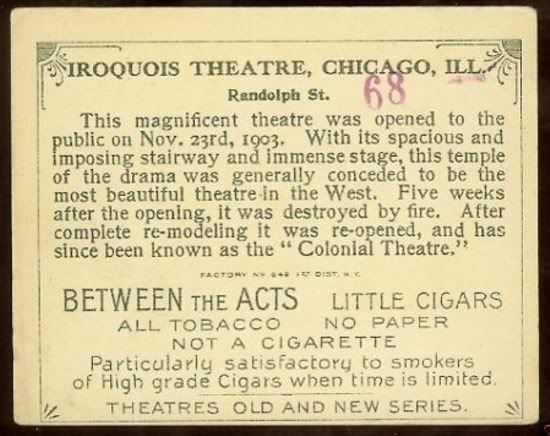 IROQUOIS THEATRE, CHICAGO, ILL.
Randolph St.
68
This magnificent theatre was opened to the
public on Nov. 23rd, 1903. With its spacious and
imposing stairway and immense stage, this temple
of the drama was generally conceded to be the
most beautiful theatre in the West. Five weeks
after the opening, it was destroyed by fire. After
complete re-modeling it was re-opened, and has
since been known as the "Colonial Theatre."
FACTORY No 649 1ST DIST. N.Y.
BETWEEN THE ACTS LITTLE CIGARS
ALL TOBACCO NO PAPER
NOT A CIGARETTE
Particularly satisfactory to smokers
of High grade Cigars when time is limited.
THEATRES OLD AND NEW SERIES.